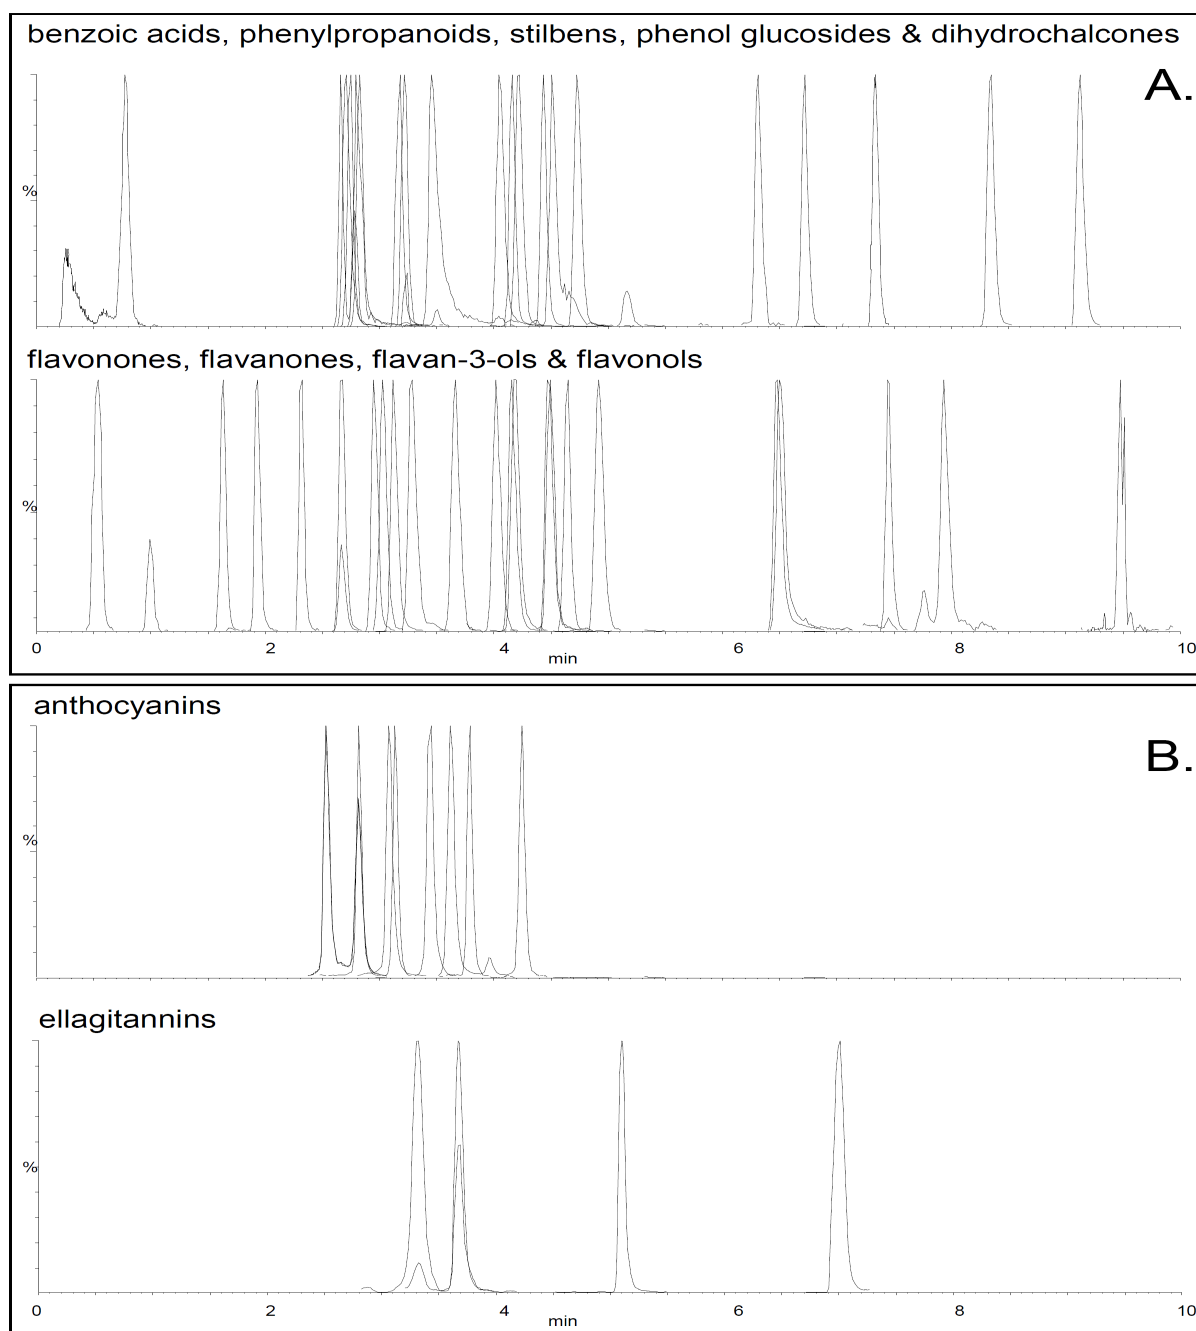 benzoic acids, phenylpropanoids, stilbens, phenol glucosides & dihydrochalcones
A.
%
flavonones, flavanones, flavan-3-ols & flavonols
%
0 2 4 6 8 10
min
anthocyanins
B.
%
ellagitannins
%
0 2 4 6 8 10
min